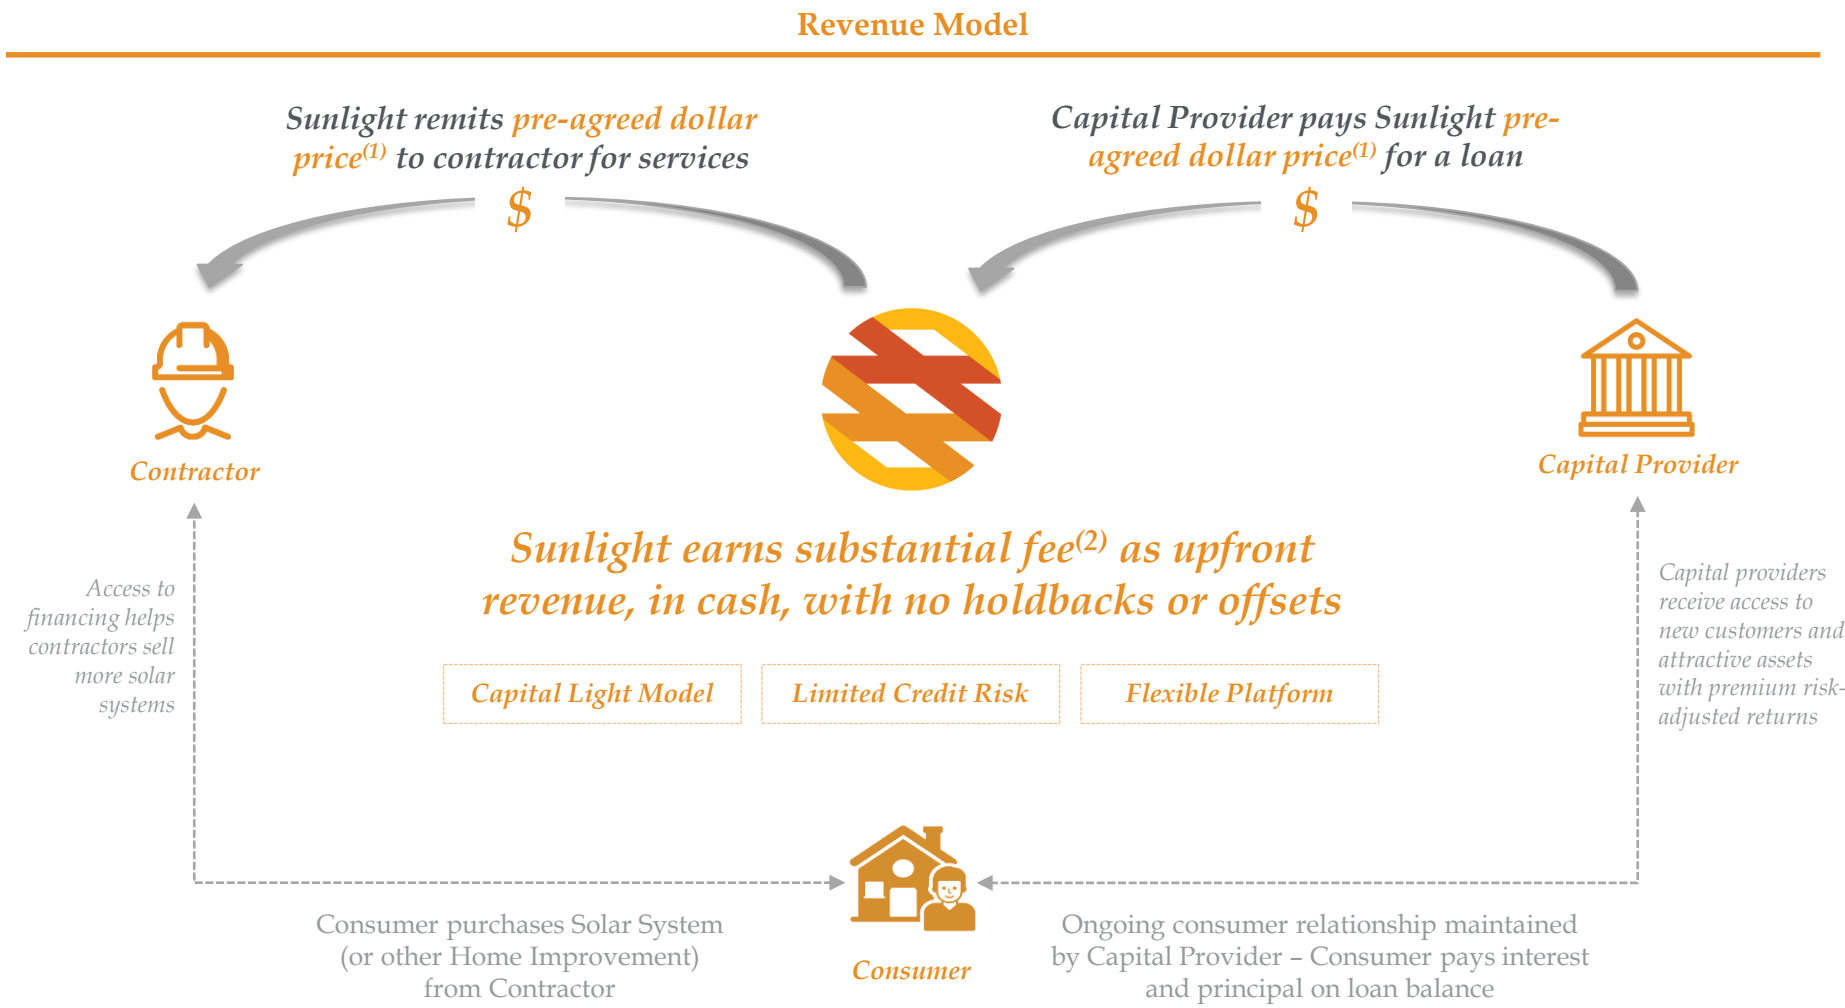 Revenue Model
Sunlight remits pre-agreed dollar
price(1) to contractor for services
$
Capital Provider pays Sunlight pre-
agreed dollar price(1) for a loan
$
Contractor
Capital Provider
Sunlight earns substantial fee(2) as upfront
revenue, in cash, with no holdbacks or offsets
Capital Light Model
Limited Credit Risk
Flexible Platform
Access to
financing helps
contractors sell
more solar
systems
Capital providers
receive access to
new customers and
attractive assets
with premium risk-
adjusted returns
Consumer purchases Solar System
(or other Home Improvement)
from Contractor
Consumer
Ongoing consumer relationship maintained
by Capital Provider – Consumer pays interest
and principal on loan balance